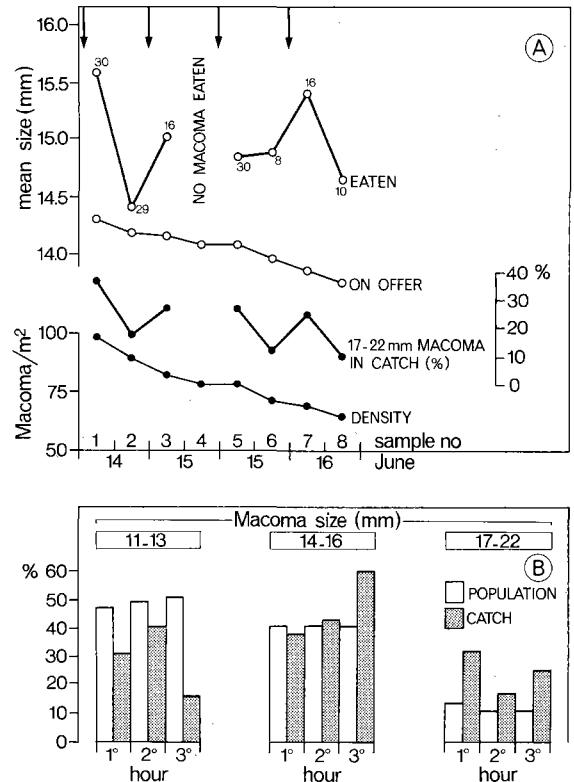 16.0
A
mean size (mm)
30
15.5
16
16
15.0
NO MACOMA EATEN
30
8
EATEN
14.5
29
10
14.0
ON OFFER
40 %
30
20
10
0
17-22 mm MACOMA
IN CATCH (%)
Macoma/m²
100
75
50
DENSITY
1 2 3 4 5 6 7 8 sample no
14 15 15 16 June
Macoma size (mm)
11-13 14-16 17-22
B
%
60
50
40
30
20
10
0
POPULATION
CATCH
1° 2° 3° 1° 2° 3° 1° 2° 3°
hour hour hour